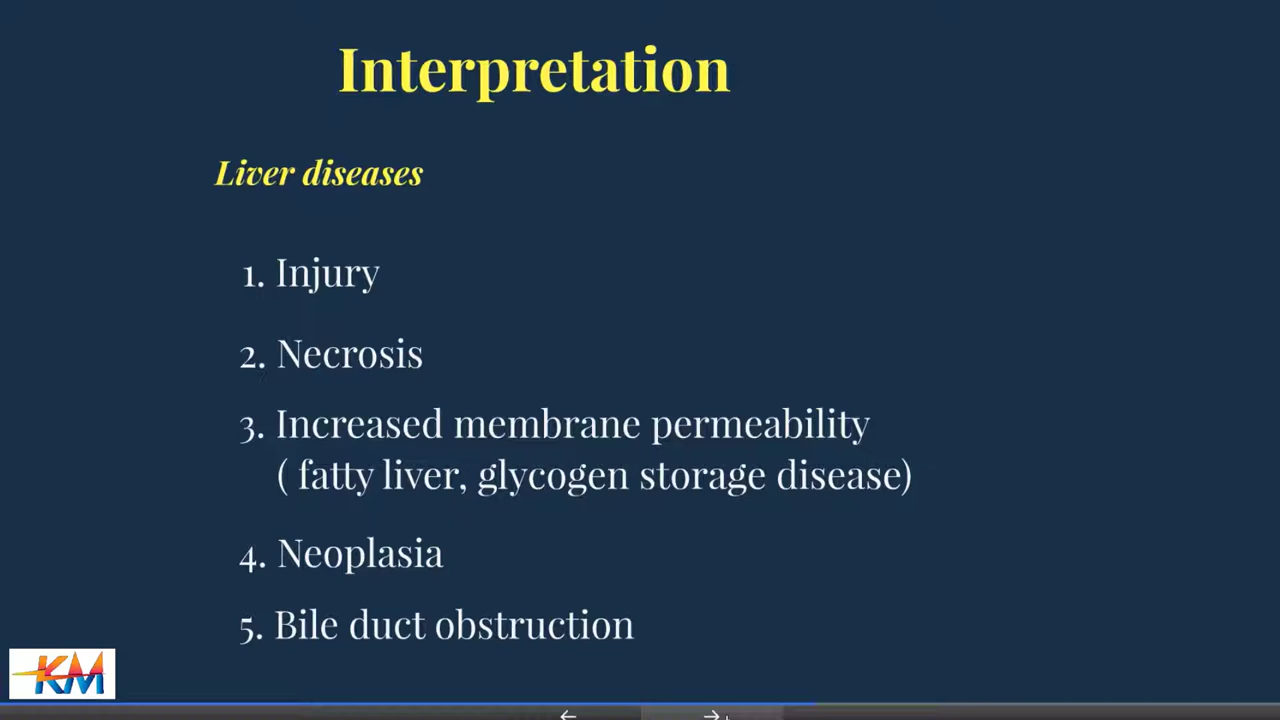 Interpretation
Liver diseases
1. Injury
2. Necrosis
3. Increased membrane permeability
( fatty liver, glycogen storage disease)
4. Neoplasia
5. Bile duct obstruction
KM